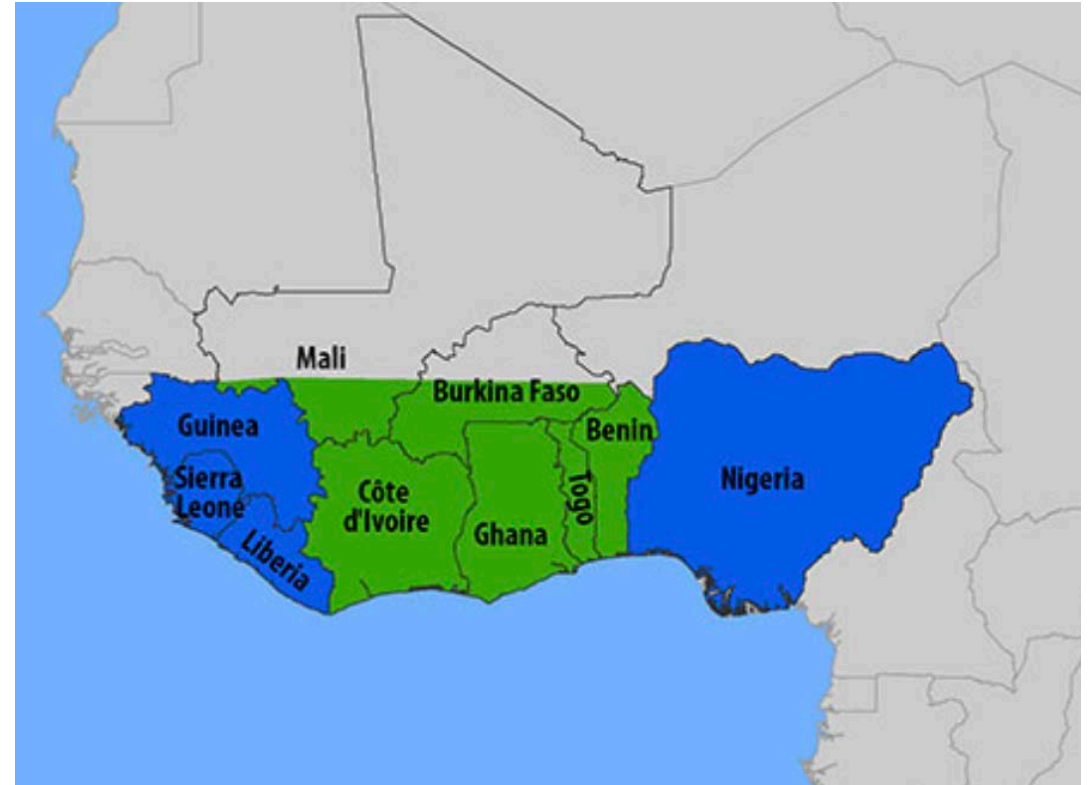 Mali
Burkina Faso
Guinea
Benin
Sierra
Leone
Côte
d'Ivoire
Togo
Nigeria
Ghana
Liberia